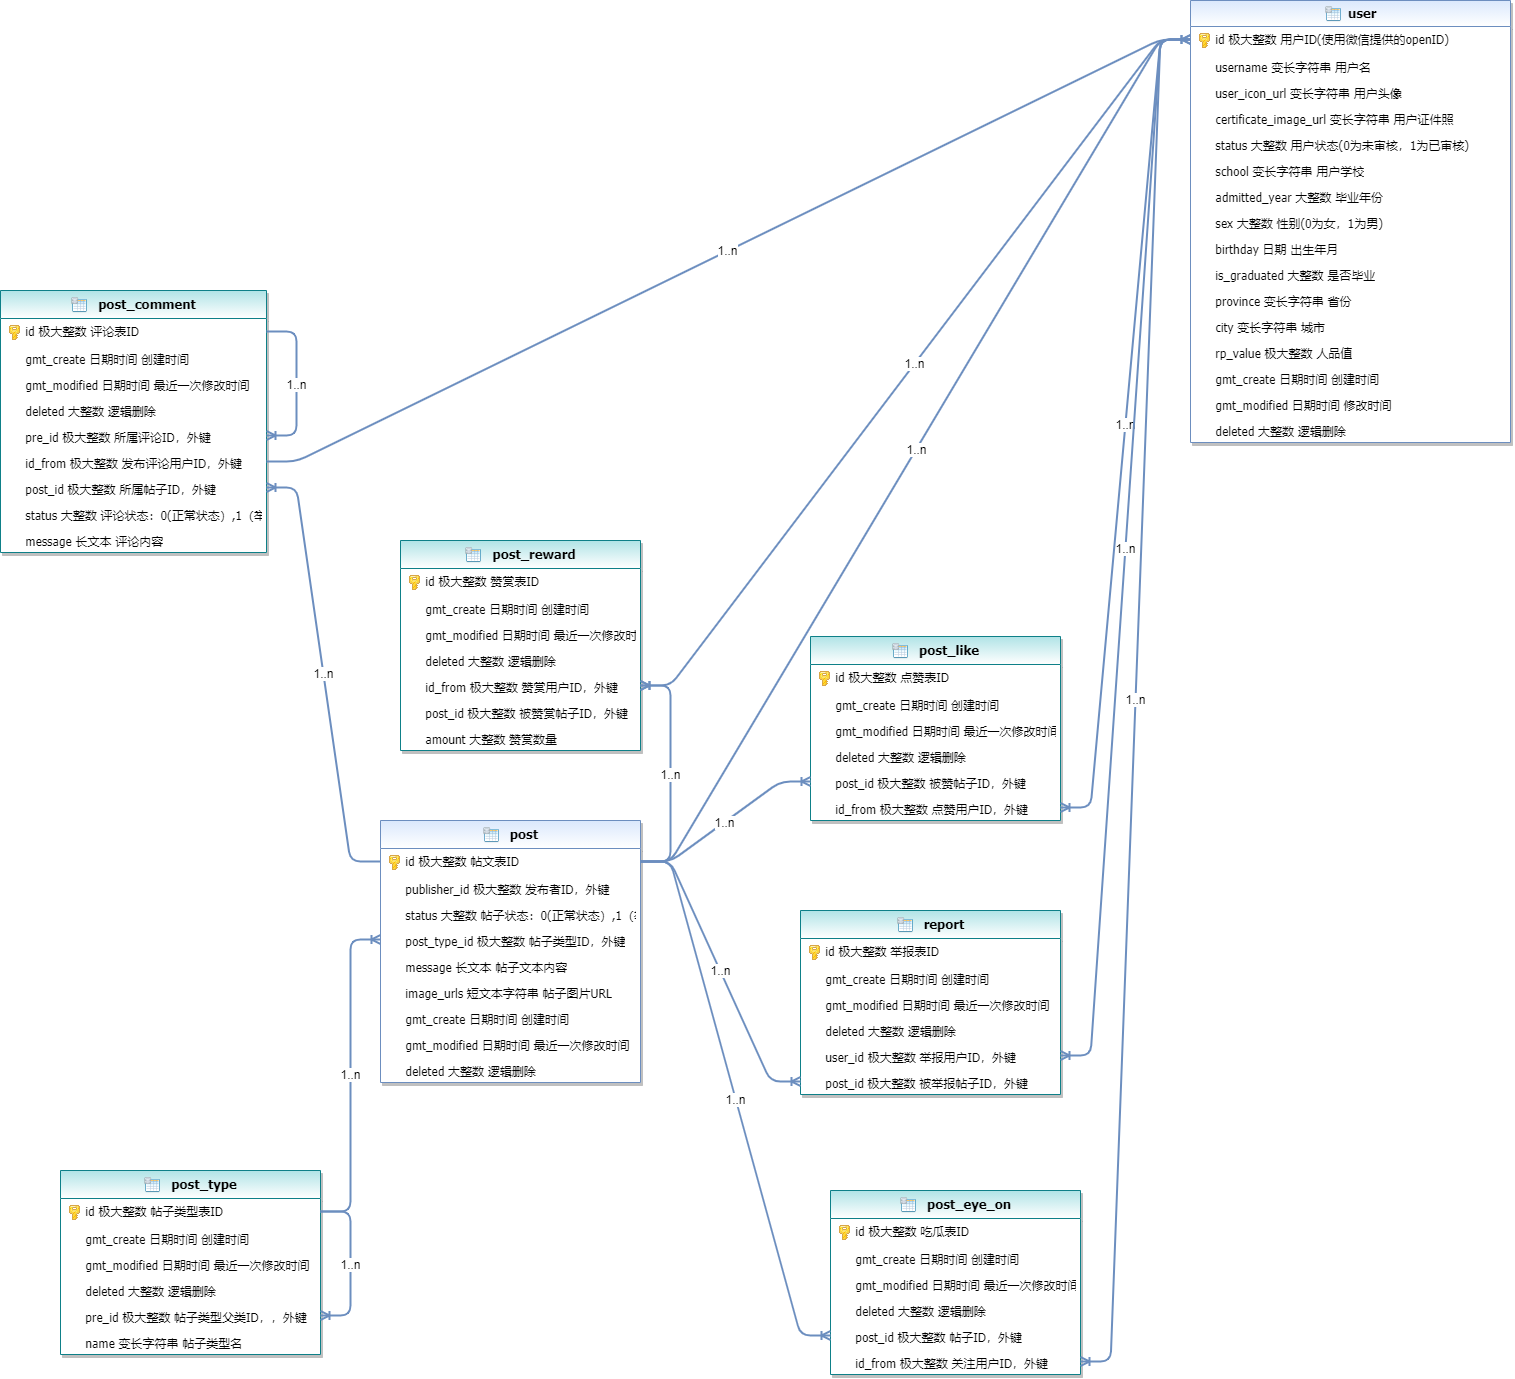 user
id 极大整数 用户ID(使用微信提供的openID)
username 变长字符串 用户名
user_icon_url 变长字符串 用户头像
certificate_image_url 变长字符串 用户证件照
status 大整数 用户状态(0为未审核，1为已审核)
school 变长字符串 用户学校
admitted_year 大整数 毕业年份
sex 大整数 性别(0为女，1为男)
birthday 日期 出生年月
is_graduated 大整数 是否毕业
province 变长字符串 省份
city 变长字符串 城市
rp_value 极大整数 人品值
gmt_create 日期时间 创建时间
gmt_modified 日期时间 修改时间
deleted 大整数 逻辑删除
1..n
post_comment
id 极大整数 评论表ID
gmt_create 日期时间 创建时间
gmt_modified 日期时间 最近一次修改时间
deleted 大整数 逻辑删除
pre_id 极大整数 所属评论ID，外键
id_from 极大整数 发布评论用户ID，外键
post_id 极大整数 所属帖子ID，外键
status 大整数 评论状态：0(正常状态）,1（举
message 长文本 评论内容
1..n
1..n
1..n
1..n
1..n
post_reward
id 极大整数 赞赏表ID
gmt_create 日期时间 创建时间
gmt_modified 日期时间 最近一次修改时
deleted 大整数 逻辑删除
id_from 极大整数 赞赏用户ID，外键
post_id 极大整数 被赞赏帖子ID，外键
amount 大整数 赞赏数量
1..n
1..n
1..n
post_like
id 极大整数 点赞表ID
gmt_create 日期时间 创建时间
gmt_modified 日期时间 最近一次修改时间
deleted 大整数 逻辑删除
post_id 极大整数 被赞帖子ID，外键
id_from 极大整数 点赞用户ID，外键
1..n
1..n
post
id 极大整数 帖文表ID
publisher_id 极大整数 发布者ID，外键
status 大整数 帖子状态：0(正常状态）,1（
post_type_id 极大整数 帖子类型ID，外键
message 长文本 帖子文本内容
image_urls 短文本字符串 帖子图片URL
gmt_create 日期时间 创建时间
gmt_modified 日期时间 最近一次修改时间
deleted 大整数 逻辑删除
report
id 极大整数 举报表ID
gmt_create 日期时间 创建时间
gmt_modified 日期时间 最近一次修改时间
deleted 大整数 逻辑删除
user_id 极大整数 举报用户ID，外键
post_id 极大整数 被举报帖子ID，外键
1..n
1..n
1..n
post_type
id 极大整数 帖子类型表ID
gmt_create 日期时间 创建时间
gmt_modified 日期时间 最近一次修改时间
deleted 大整数 逻辑删除
pre_id 极大整数 帖子类型父类ID，，外键
name 变长字符串 帖子类型名
1..n
post_eye_on
id 极大整数 吃瓜表ID
gmt_create 日期时间 创建时间
gmt_modified 日期时间 最近一次修改时间
deleted 大整数 逻辑删除
post_id 极大整数 帖子ID，外键
id_from 极大整数 关注用户ID，外键